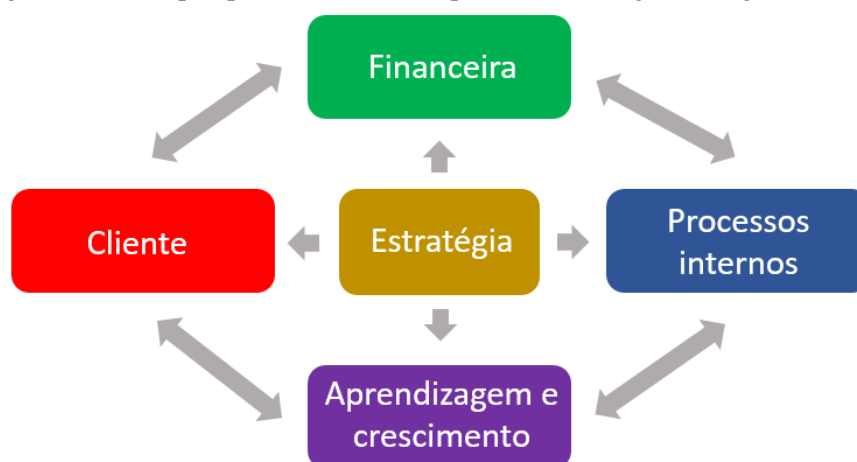 Financeira
Cliente
Estratégia
Processos
internos
Aprendizagem e
crescimento